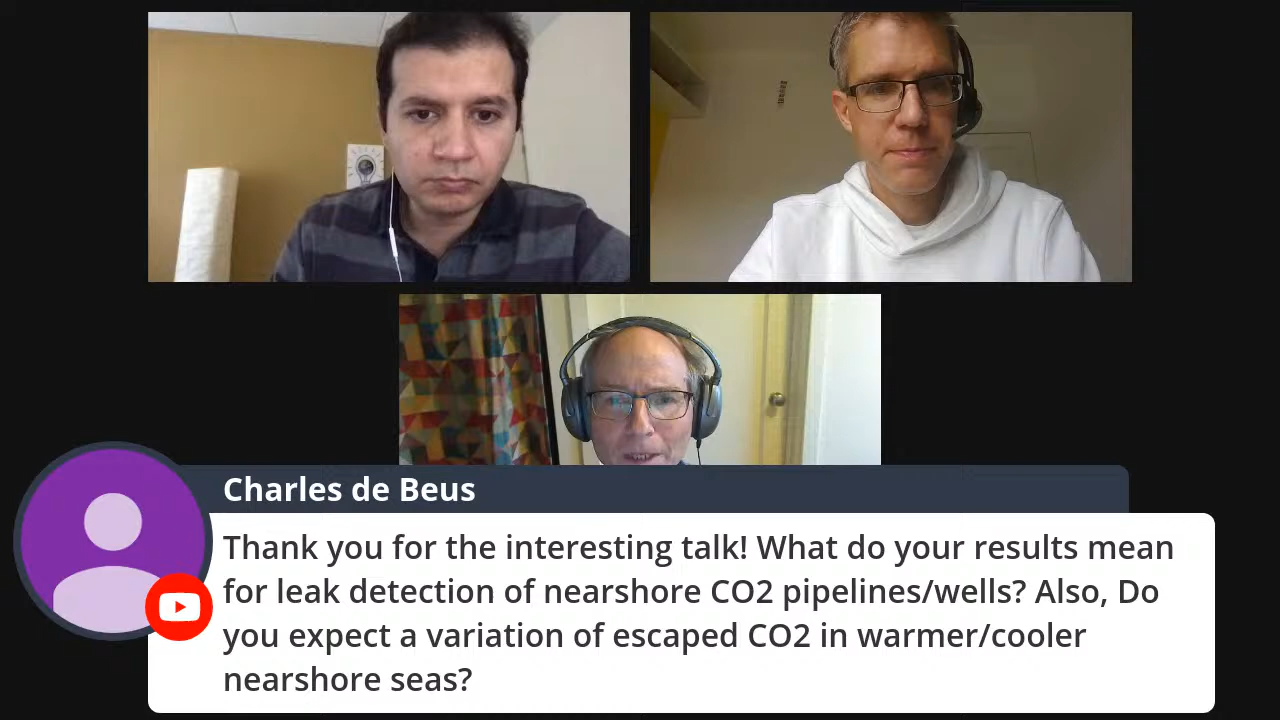 Charles de Beus
Thank you for the interesting talk! What do your results mean
for leak detection of nearshore CO2 pipelines/wells? Also, Do
you expect a variation of escaped CO2 in warmer/cooler
nearshore seas?